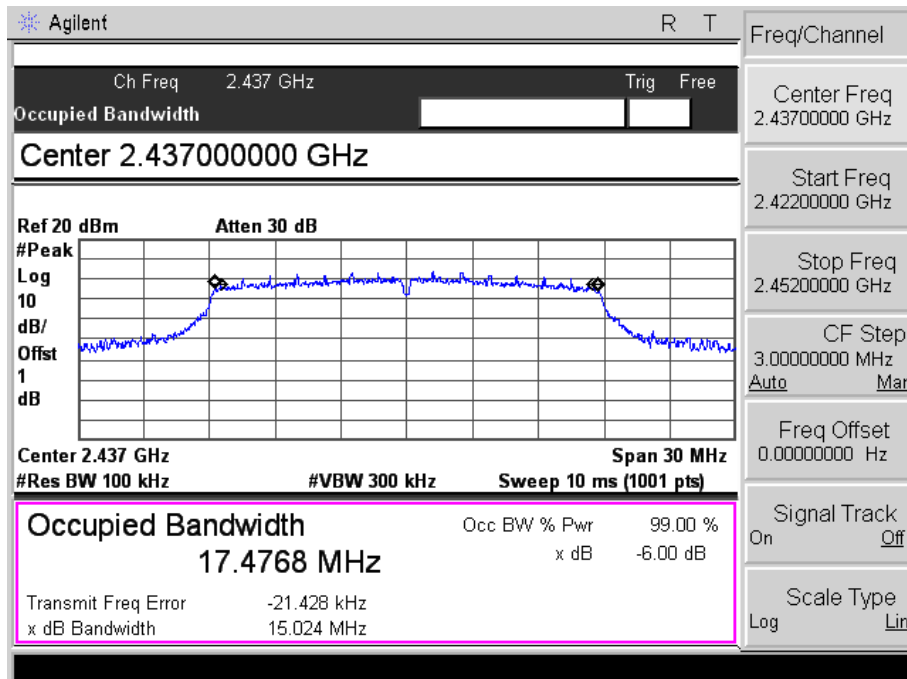 Agilent R T
Ch Freq 2.437 GHz Trig Free
Occupied Bandwidth
Center 2.437000000 GHz
Ref 20 dBm Atten 30 dB
#Peak
Log
10
dB/
Offst
1
dB
Center 2.437 GHz Span 30 MHz
#Res BW 100 kHz #VBW 300 kHz Sweep 10 ms (1001 pts)
Occupied Bandwidth
17.4768 MHz
Occ BW % Pwr 99.00 %
x dB -6.00 dB
Transmit Freq Error -21.428 kHz
x dB Bandwidth 15.024 MHz
Freq/Channel
Center Freq
2.43700000 GHz
Start Freq
2.42200000 GHz
Stop Freq
2.45200000 GHz
CF Step
3.00000000 MHz
Auto Mar
Freq Offset
0.00000000 Hz
Signal Track
On Off
Scale Type
Log Lin